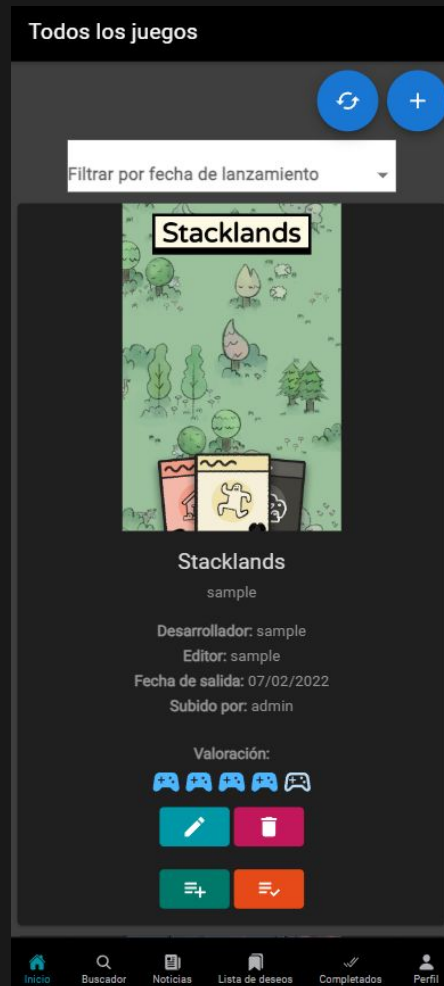 Todos los juegos
Filtrar por fecha de lanzamiento
Stacklands
Stacklands
sample
Desarrollador: sample
Editor: sample
Fecha de salida: 07/02/2022
Subido por: admin
Valoración:
Inicio Buscador Noticias Lista de deseos Completados Perfil